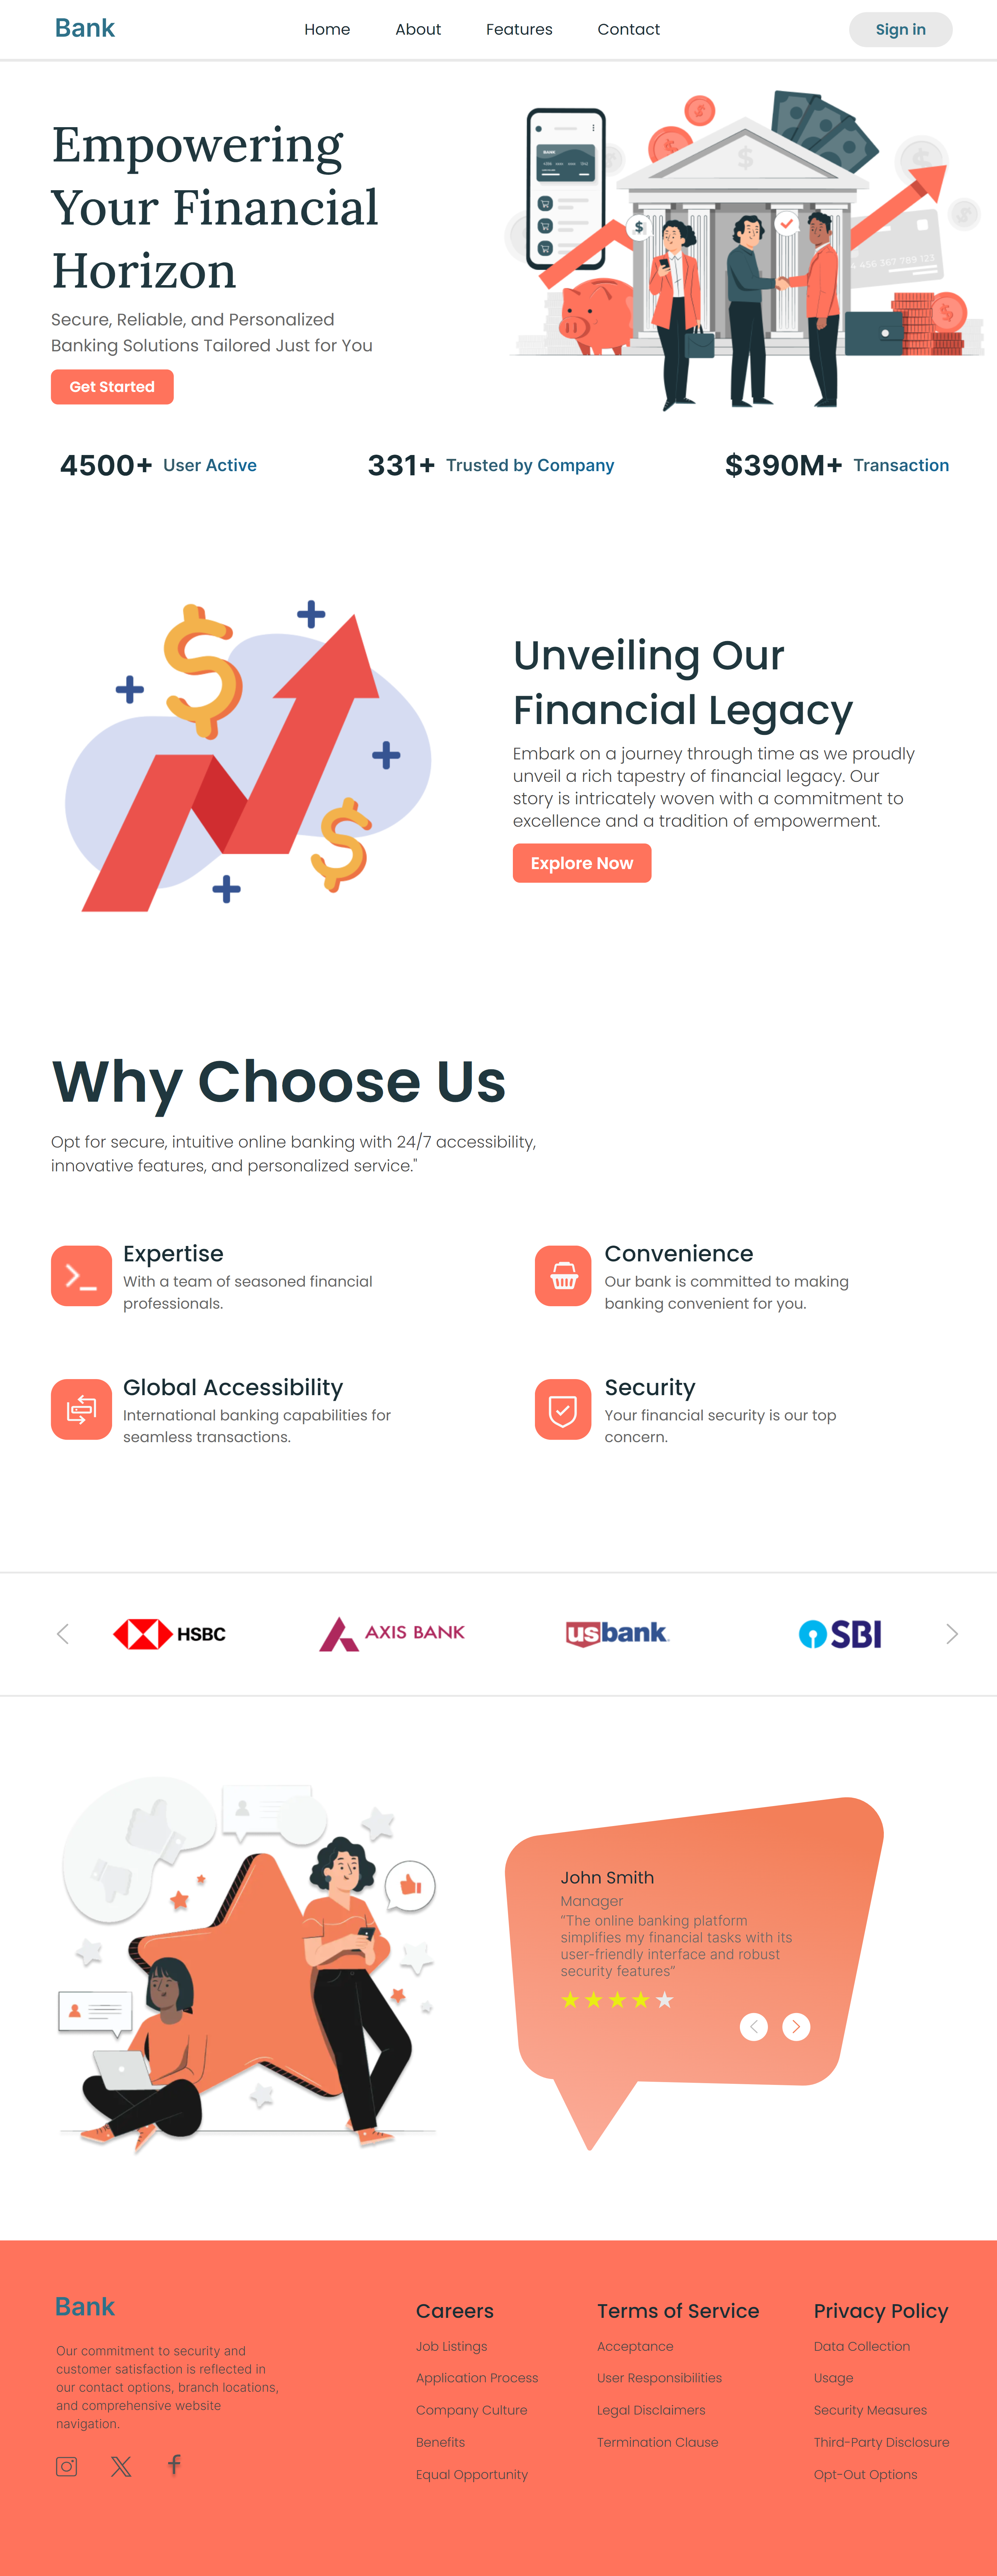 Bank
Home
About
Features
Contact
Sign in
Empowering
Your Financial
Horizon
Secure, Reliable, and Personalized
Banking Solutions Tailored Just for You
Get Started
BANK
456 367 789 123
4500+ User Active
331+ Trusted by Company
$390M+ Transaction
Unveiling Our
Financial Legacy
Embark on a journey through time as we proudly
unveil a rich tapestry of financial legacy. Our
story is intricately woven with a commitment to
excellence and a tradition of empowerment.
Explore Now
Why Choose Us
Opt for secure, intuitive online banking with 24/7 accessibility,
innovative features, and personalized service."
Expertise
With a team of seasoned financial
professionals.
Convenience
Our bank is committed to making
banking convenient for you.
Global Accessibility
International banking capabilities for
seamless transactions.
Security
Your financial security is our top
concern.
HSBC
AXIS BANK
usbank
SBI
John Smith
Manager
“The online banking platform
simplifies my financial tasks with its
user-friendly interface and robust
security features”
Bank
Our commitment to security and
customer satisfaction is reflected in
our contact options, branch locations,
and comprehensive website
navigation.
Careers
Job Listings
Application Process
Company Culture
Benefits
Equal Opportunity
Terms of Service
Acceptance
User Responsibilities
Legal Disclaimers
Termination Clause
Privacy Policy
Data Collection
Usage
Security Measures
Third-Party Disclosure
Opt-Out Options